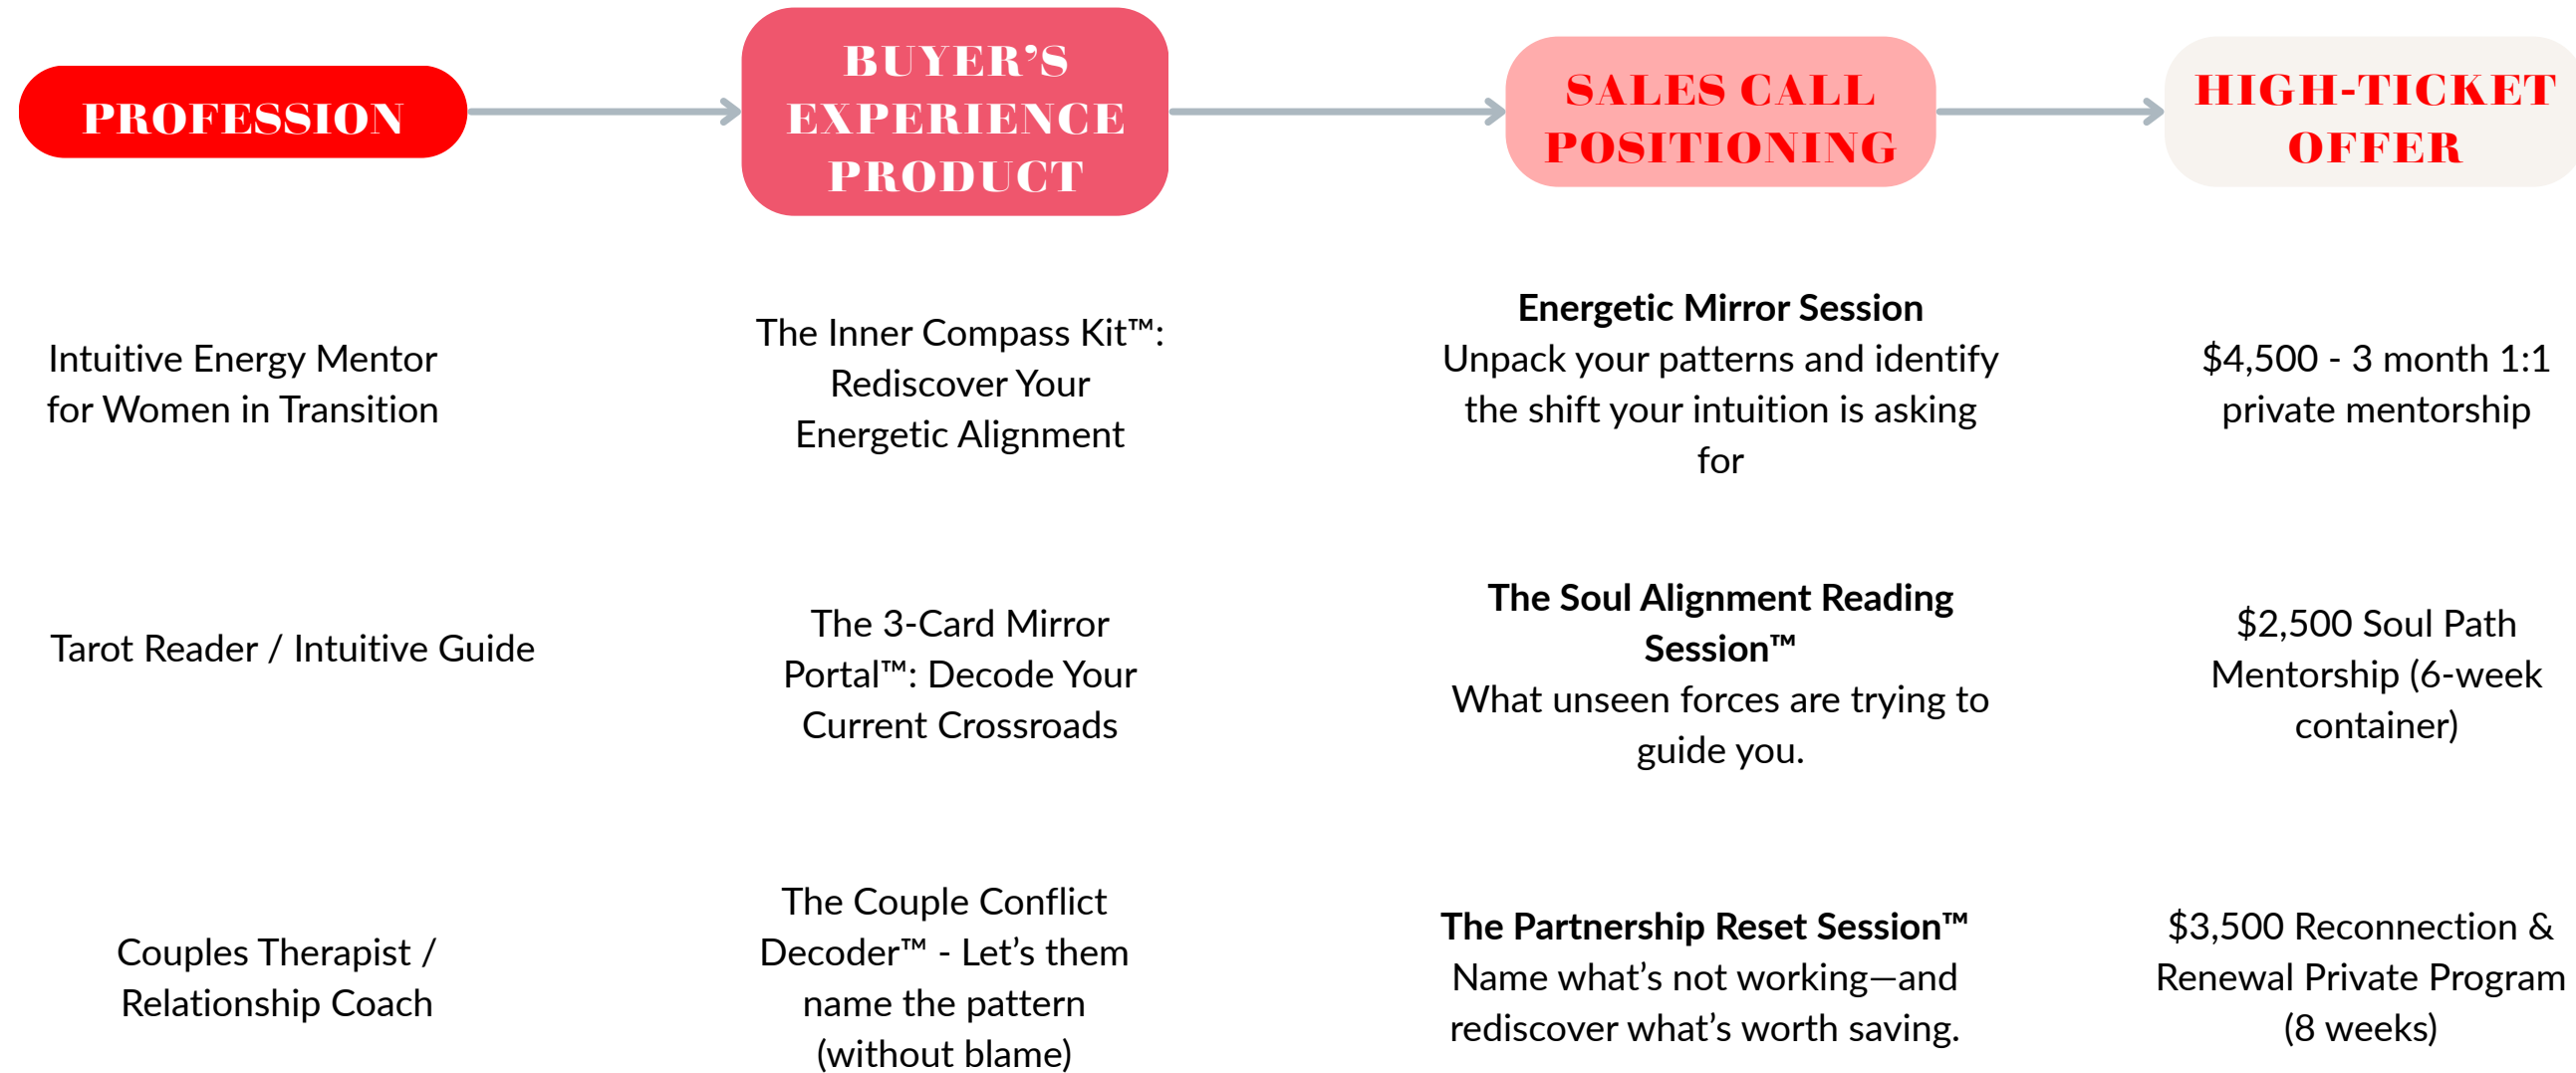 PROFESSION
BUYER’S
EXPERIENCE
PRODUCT
SALES CALL
POSITIONING
HIGH-TICKET
OFFER
Intuitive Energy Mentor
for Women in Transition
The Inner Compass Kit™:
Rediscover Your
Energetic Alignment
Energetic Mirror Session
Unpack your patterns and identify
the shift your intuition is asking
for
$4,500 - 3 month 1:1
private mentorship
Tarot Reader / Intuitive Guide
The 3-Card Mirror
Portal™: Decode Your
Current Crossroads
The Soul Alignment Reading
Session™
What unseen forces are trying to
guide you.
$2,500 Soul Path
Mentorship (6-week
container)
Couples Therapist /
Relationship Coach
The Couple Conflict
Decoder™ - Let’s them
name the pattern
(without blame)
The Partnership Reset Session™
Name what’s not working—and
rediscover what’s worth saving.
$3,500 Reconnection &
Renewal Private Program
(8 weeks)